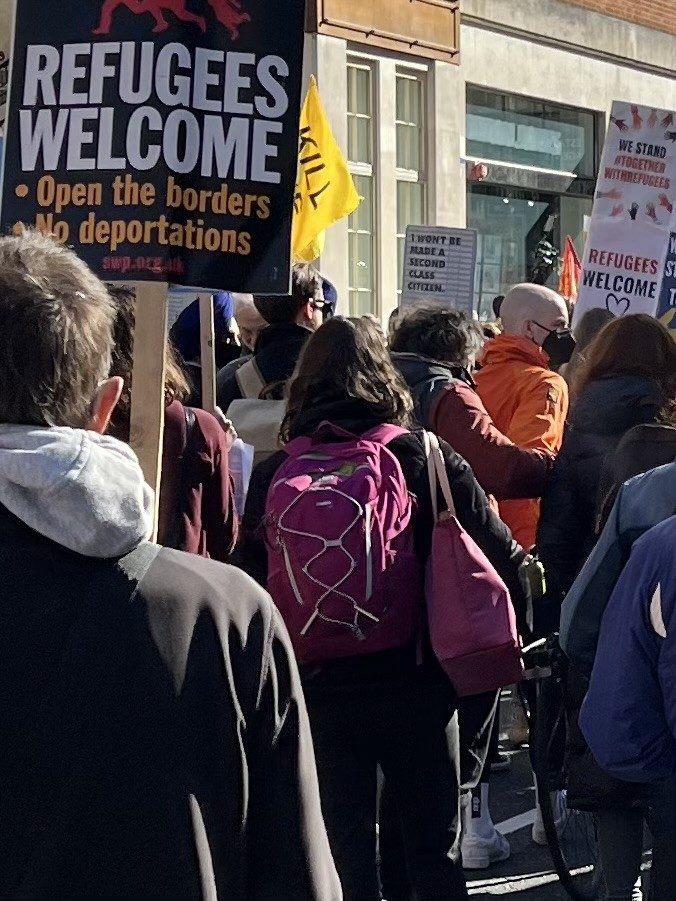 REFUGEES
WELCOME
• Open the borders
• No deportations
swp.org.uk
KILL
I WON'T BE
MADE A
SECOND
CLASS
CITIZEN.
WE STAND
#TOGETHER
WITHREFUGEES
REFUGEES
WELCOME